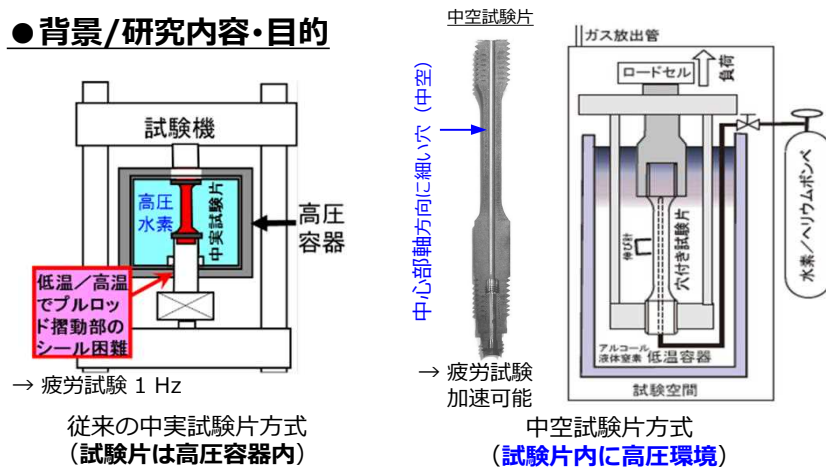 ●背景/研究内容・目的
試験機
高圧
水素
中実試験片
高圧
容器
低温／高温
でプルロッ
ド摺動部の
シール困難
→ 疲労試験 1 Hz
従来の中実試験片方式
（試験片は高圧容器内）
中空試験片
中心部軸方向に細い穴（中空）
→ 疲労試験
加速可能
ガス放出管
ロードセル
負荷
伸び計
穴付き試験片
水素／ヘリウムボンベ
アルコール
液体窒素
低温容器
試験空間
中空試験片方式
（試験片内に高圧環境）